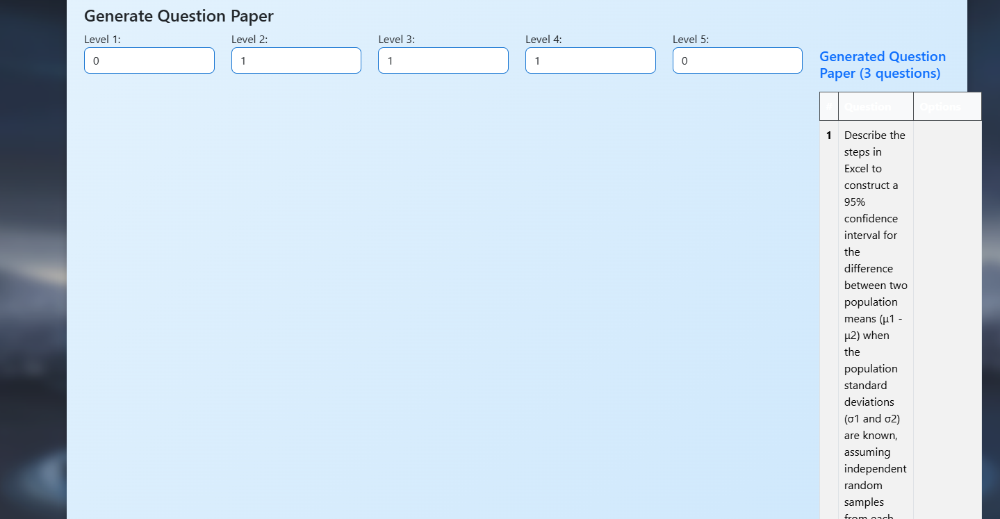 Generate Question Paper
Level 1:
Level 2:
Level 3:
Level 4:
Level 5:
0
1
1
1
0
Generated Question
Paper (3 questions)
# Question Options
1 Describe the
steps in
Excel to
construct a
95%
confidence
interval for
the
difference
between two
population
means (μ1 -
μ2) when
the
population
standard
deviations
(σ1 and σ2)
are known,
assuming
independent
random
samples
from each